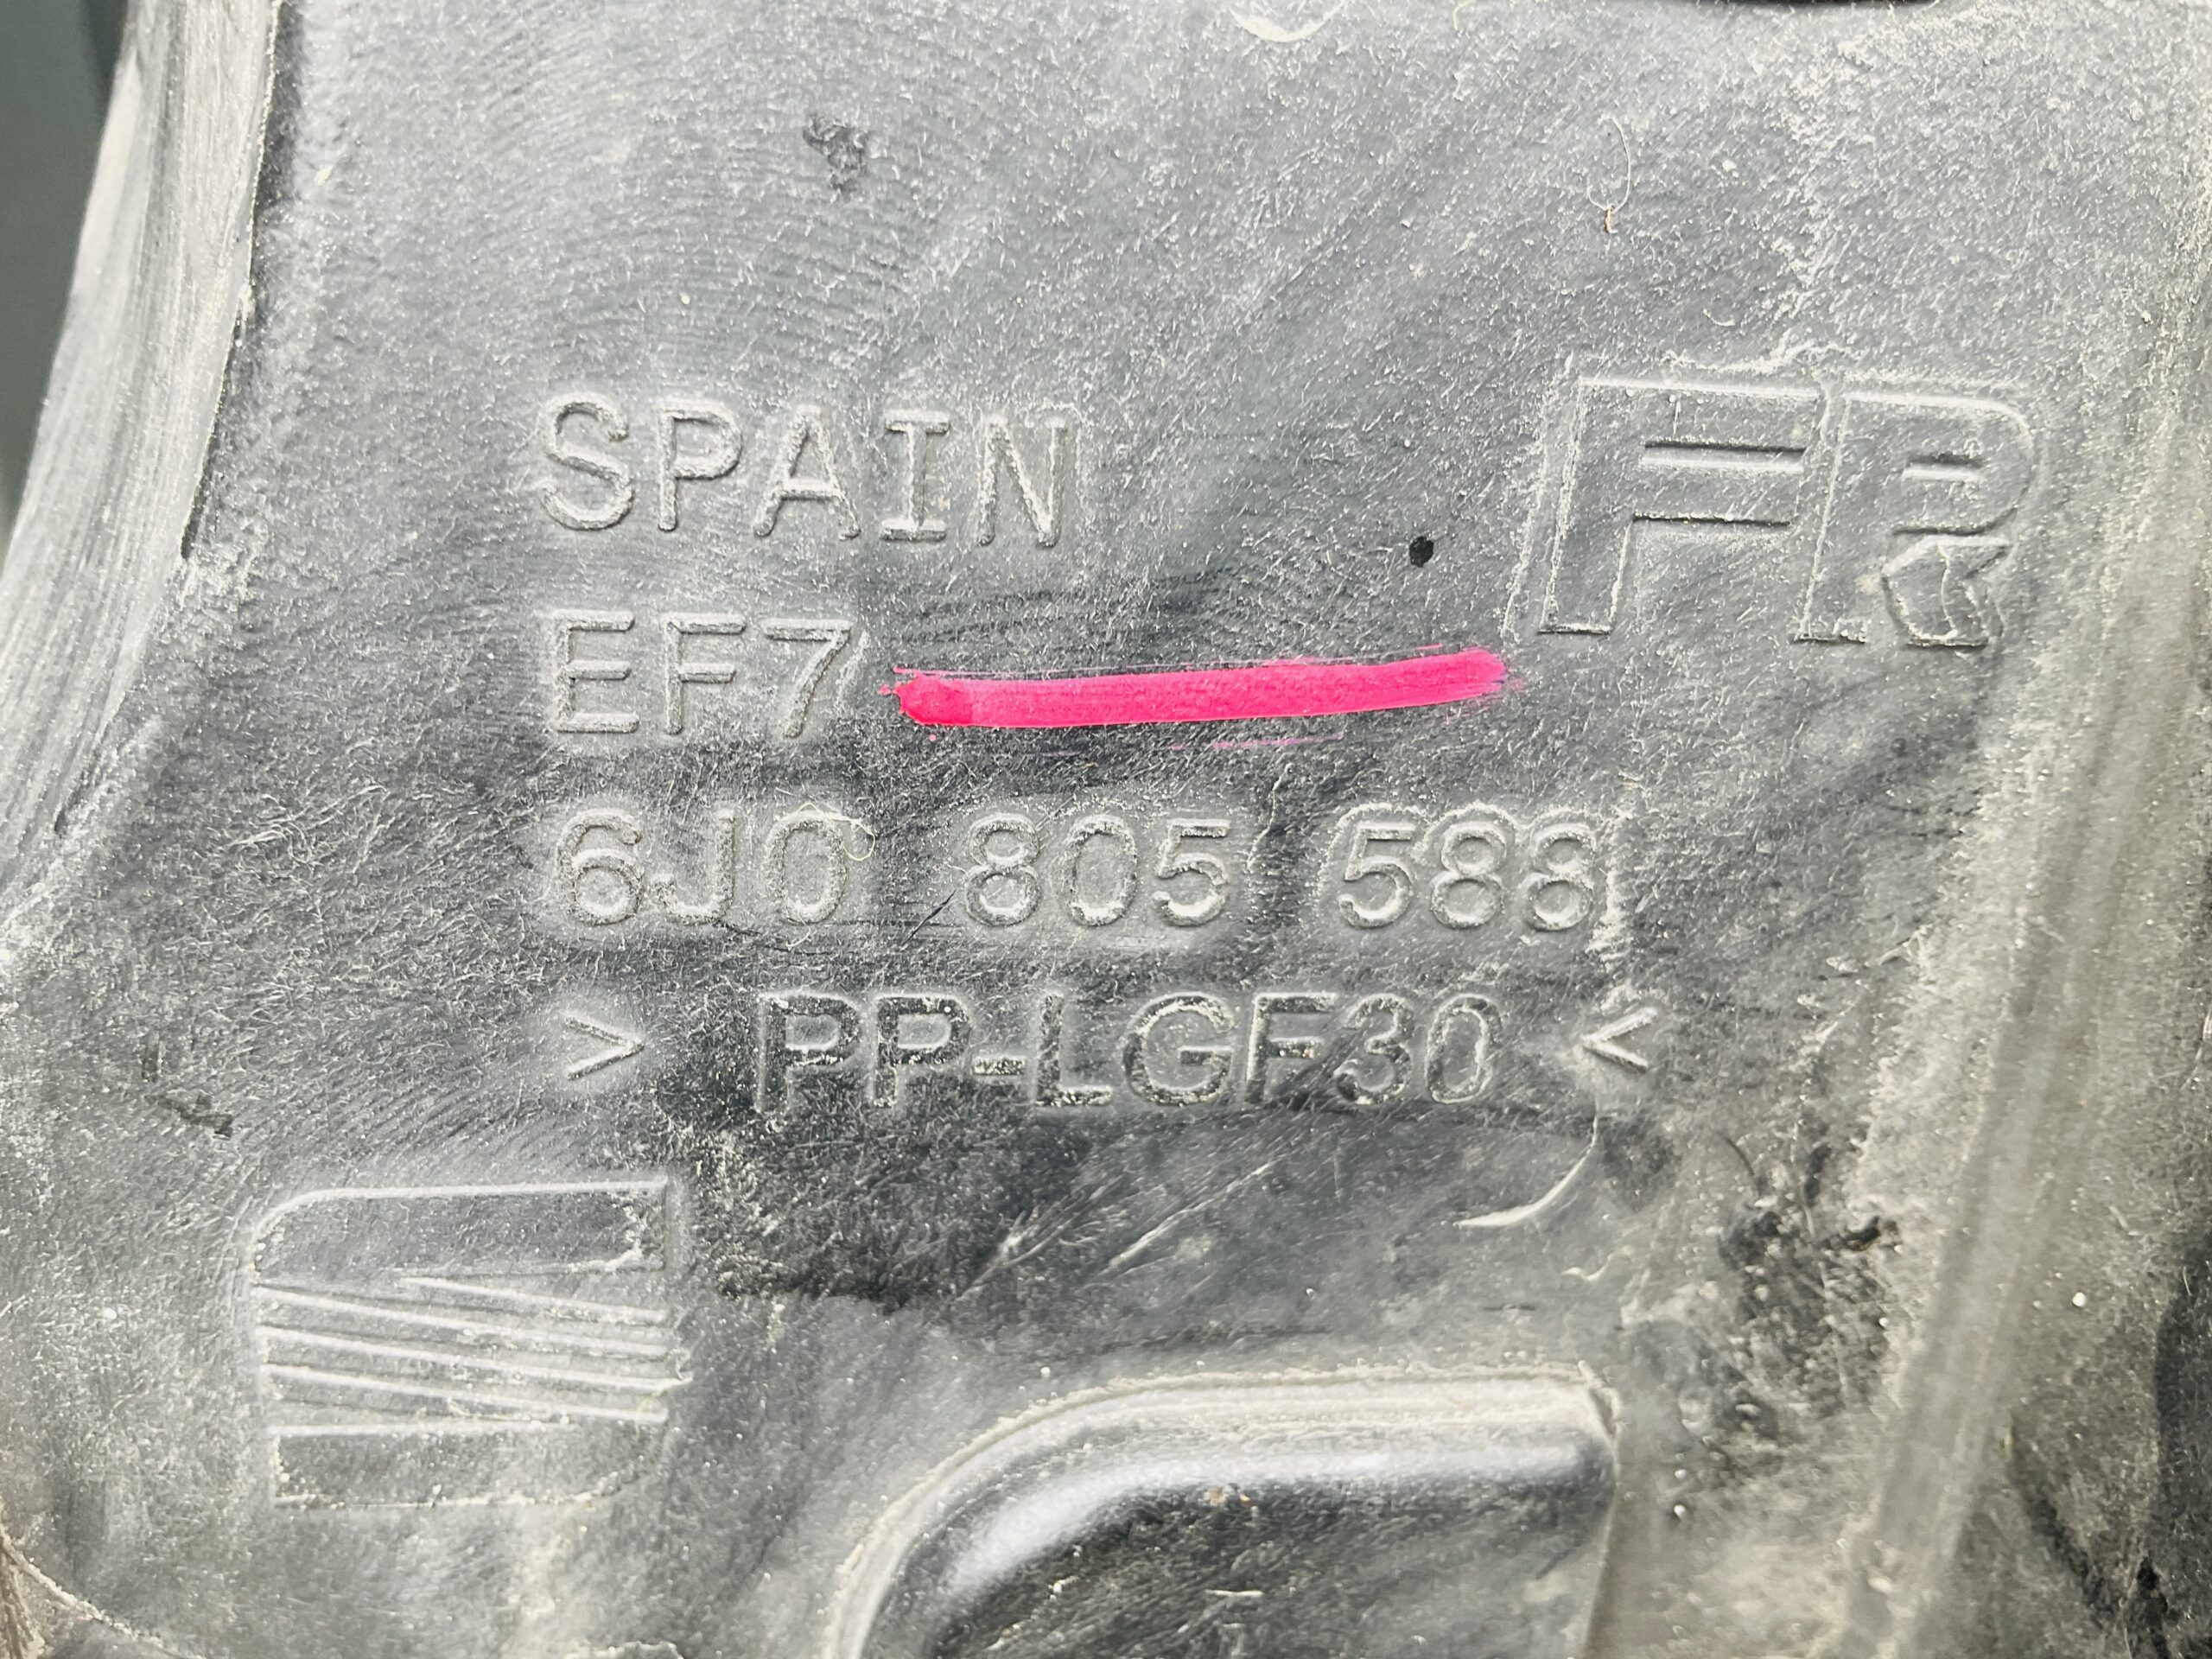 SPAIN
FR
EF7
6J0 805 588
> PP-LGF30 <